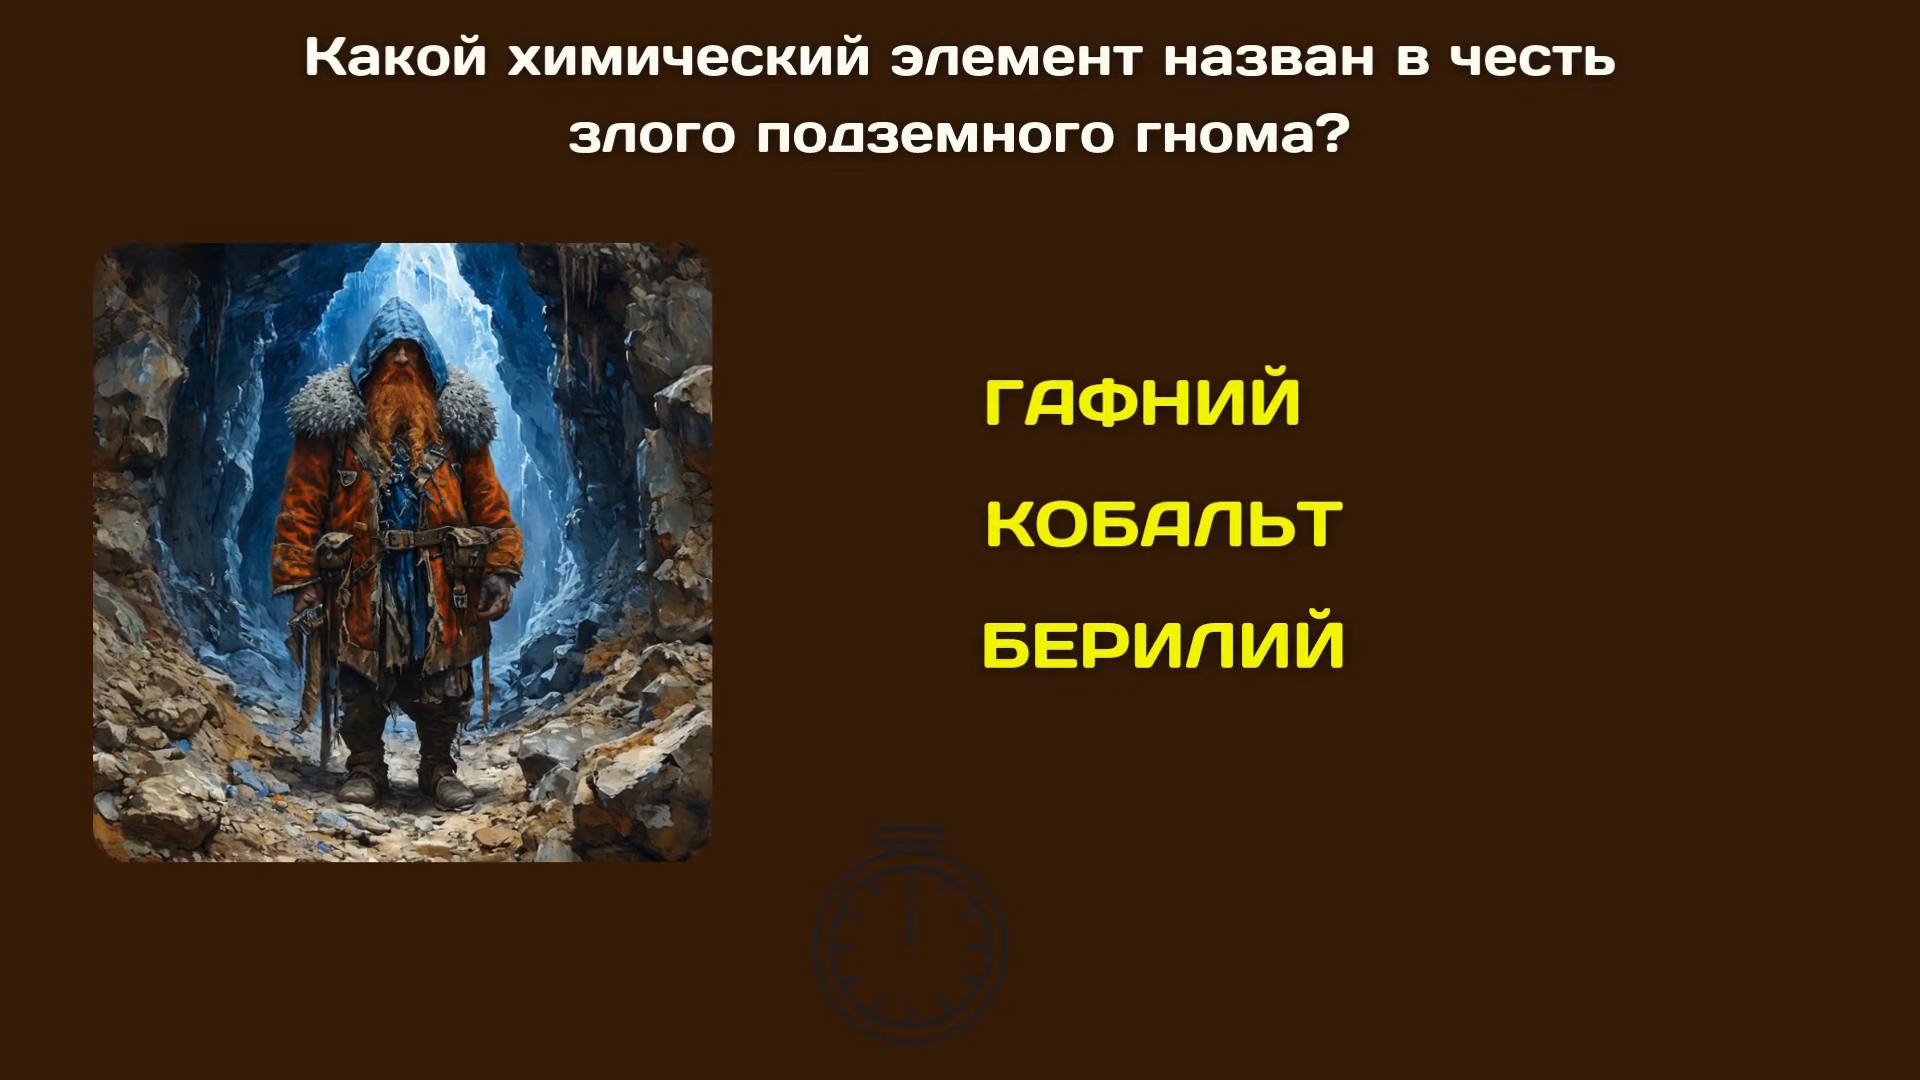 Какой химический элемент назван в честь
злого подземного гнома?
ГАФНИЙ
КОБАЛЬТ
БЕРИЛИЙ